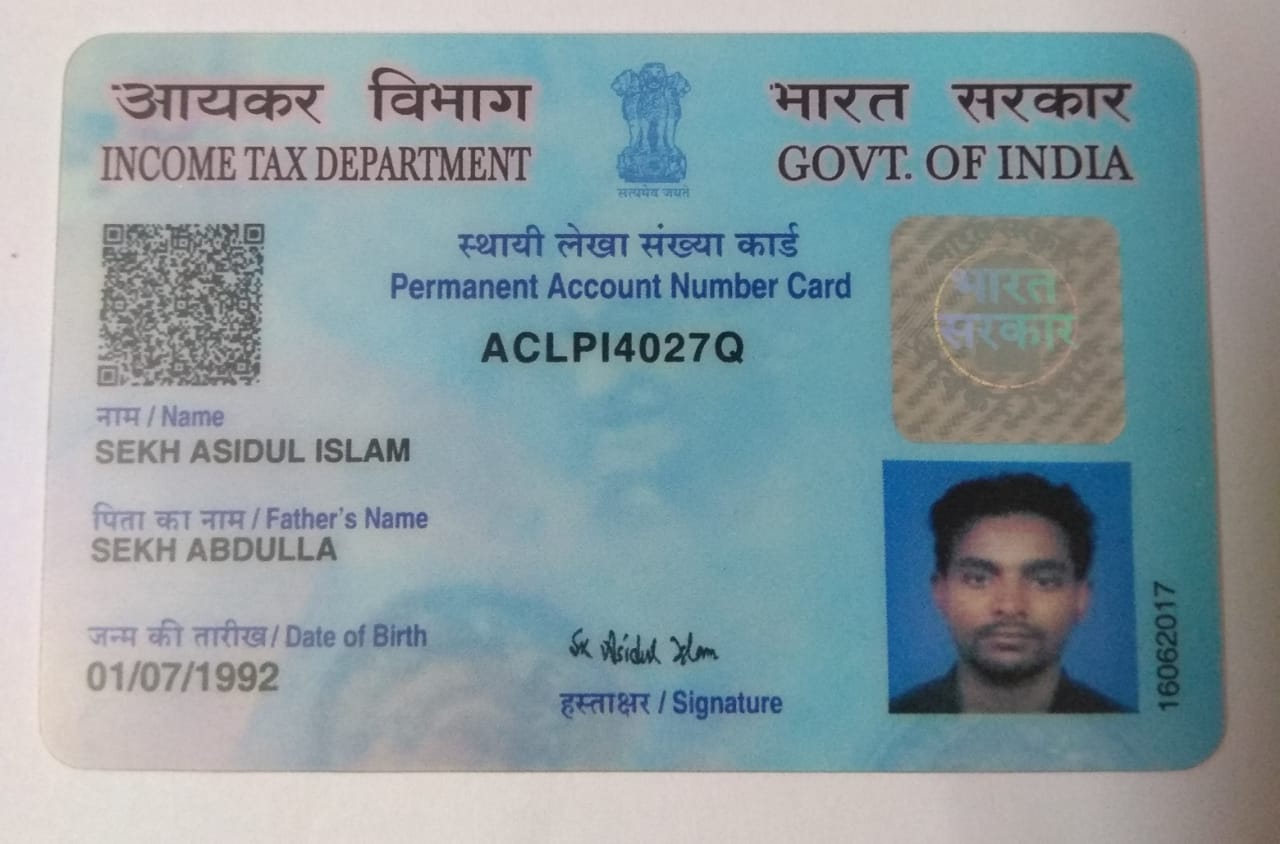 आयकर विभाग
INCOME TAX DEPARTMENT
सत्यमेव जयते
भारत सरकार
GOVT. OF INDIA
स्थायी लेखा संख्या कार्ड
Permanent Account Number Card
ACLPI4027Q
भारत
सरकार
नाम / Name
SEKH ASIDUL ISLAM
पिता का नाम / Father's Name
SEKH ABDULLA
जन्म की तारीख / Date of Birth
01/07/1992
Sk Asidul Islam
हस्ताक्षर / Signature
16062017